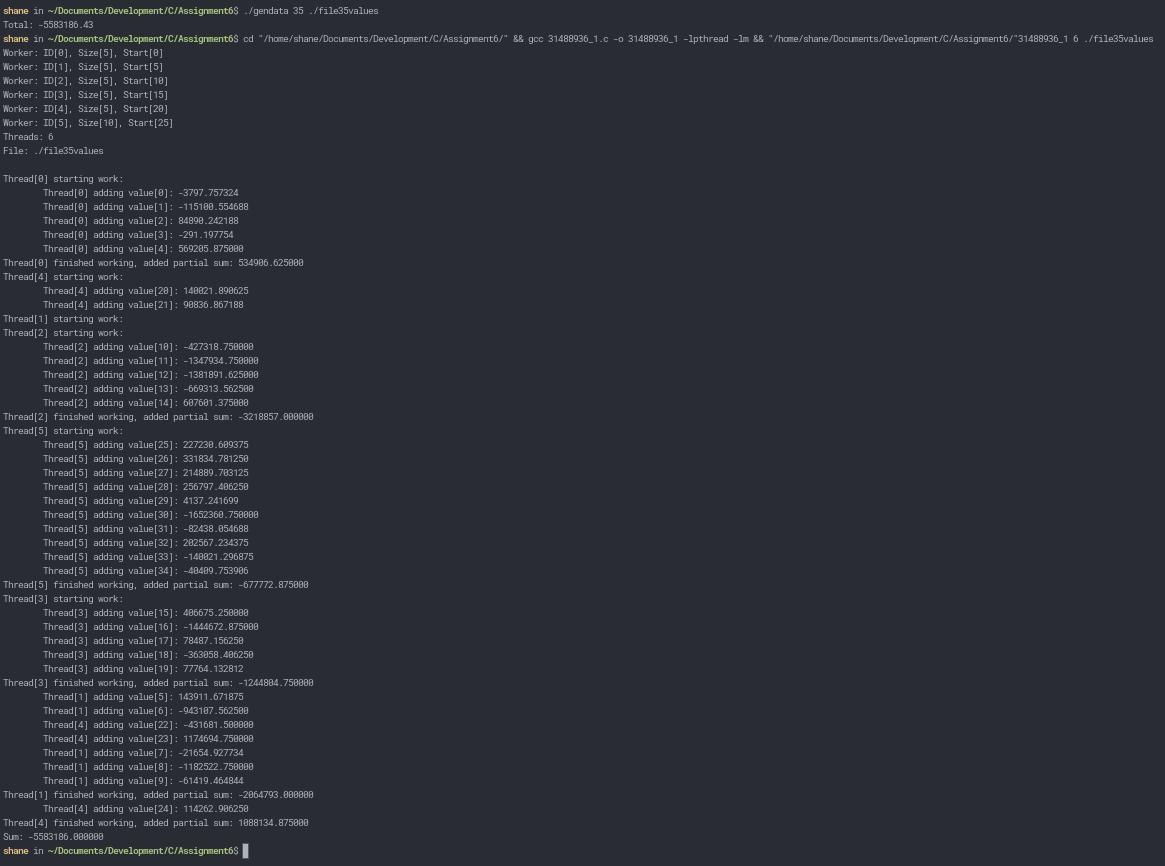 shane in ~/Documents/Development/C/Assignment6$ ./gendata 35 ./file35values
Total: -5583186.43
shane in ~/Documents/Development/C/Assignment6$ cd "/home/shane/Documents/Development/C/Assignment6/" && gcc 31488936_1.c -o 31488936_1 -lpthread -lm && "/home/shane/Documents/Development/C/Assignment6/"31488936_1 6 ./file35values
Worker: ID[0], Size[5], Start[0]
Worker: ID[1], Size[5], Start[5]
Worker: ID[2], Size[5], Start[10]
Worker: ID[3], Size[5], Start[15]
Worker: ID[4], Size[5], Start[20]
Worker: ID[5], Size[10], Start[25]
Threads: 6
File: ./file35values
Thread[0] starting work:
Thread[0] adding value[0]: -3797.757324
Thread[0] adding value[1]: -115100.554688
Thread[0] adding value[2]: 84890.242188
Thread[0] adding value[3]: -291.197754
Thread[0] adding value[4]: 569205.875000
Thread[0] finished working, added partial sum: 534906.625000
Thread[4] starting work:
Thread[4] adding value[20]: 140021.890625
Thread[4] adding value[21]: 90836.867188
Thread[1] starting work:
Thread[2] starting work:
Thread[2] adding value[10]: -427318.750000
Thread[2] adding value[11]: -1347934.750000
Thread[2] adding value[12]: -1381891.625000
Thread[2] adding value[13]: -669313.562500
Thread[2] adding value[14]: 607601.375000
Thread[2] finished working, added partial sum: -3218857.000000
Thread[5] starting work:
Thread[5] adding value[25]: 227230.609375
Thread[5] adding value[26]: 331834.781250
Thread[5] adding value[27]: 214889.703125
Thread[5] adding value[28]: 256797.406250
Thread[5] adding value[29]: 4137.241699
Thread[5] adding value[30]: -1652360.750000
Thread[5] adding value[31]: -82438.054688
Thread[5] adding value[32]: 202567.234375
Thread[5] adding value[33]: -140021.296875
Thread[5] adding value[34]: -40409.753906
Thread[5] finished working, added partial sum: -677772.875000
Thread[3] starting work:
Thread[3] adding value[15]: 406675.250000
Thread[3] adding value[16]: -1444672.875000
Thread[3] adding value[17]: 78487.156250
Thread[3] adding value[18]: -363058.406250
Thread[3] adding value[19]: 77764.132812
Thread[3] finished working, added partial sum: -1244804.750000
Thread[1] adding value[5]: 143911.671875
Thread[1] adding value[6]: -943107.562500
Thread[4] adding value[22]: -431681.500000
Thread[4] adding value[23]: 1174694.750000
Thread[1] adding value[7]: -21654.927734
Thread[1] adding value[8]: -1182522.750000
Thread[1] adding value[9]: -61419.464844
Thread[1] finished working, added partial sum: -2064793.000000
Thread[4] adding value[24]: 114262.906250
Thread[4] finished working, added partial sum: 1088134.875000
Sum: -5583186.000000
shane in ~/Documents/Development/C/Assignment6$